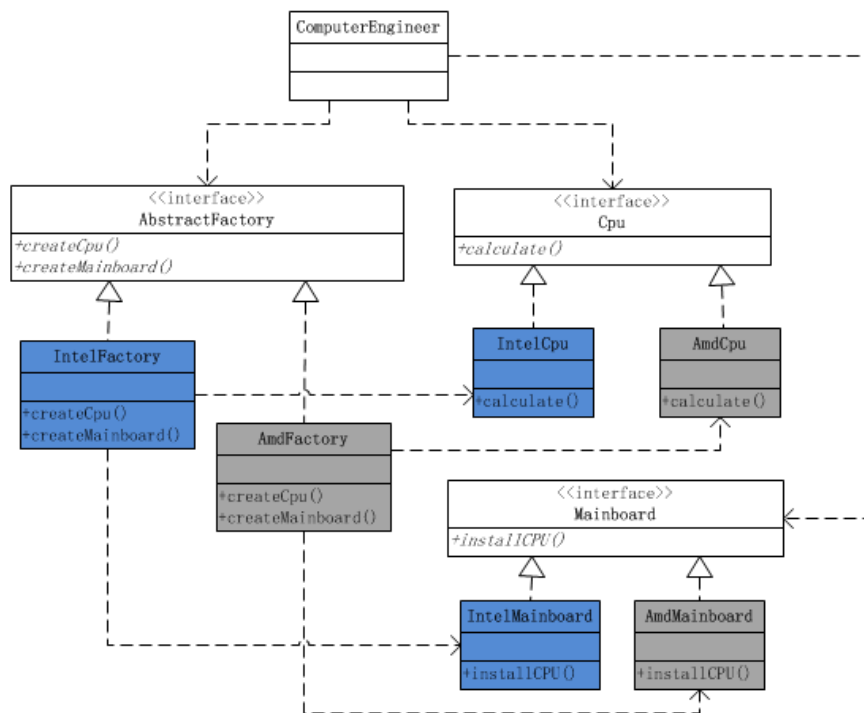 ComputerEngineer
<<interface>>
AbstractFactory
+createCpu()
+createMainboard()
<<interface>>
Cpu
+calculate()
IntelFactory
+createCpu()
+createMainboard()
IntelCpu
+calculate()
AmdCpu
+calculate()
AmdFactory
+createCpu()
+createMainboard()
<<interface>>
Mainboard
+installCPU()
IntelMainboard
+installCPU()
AmdMainboard
+installCPU()